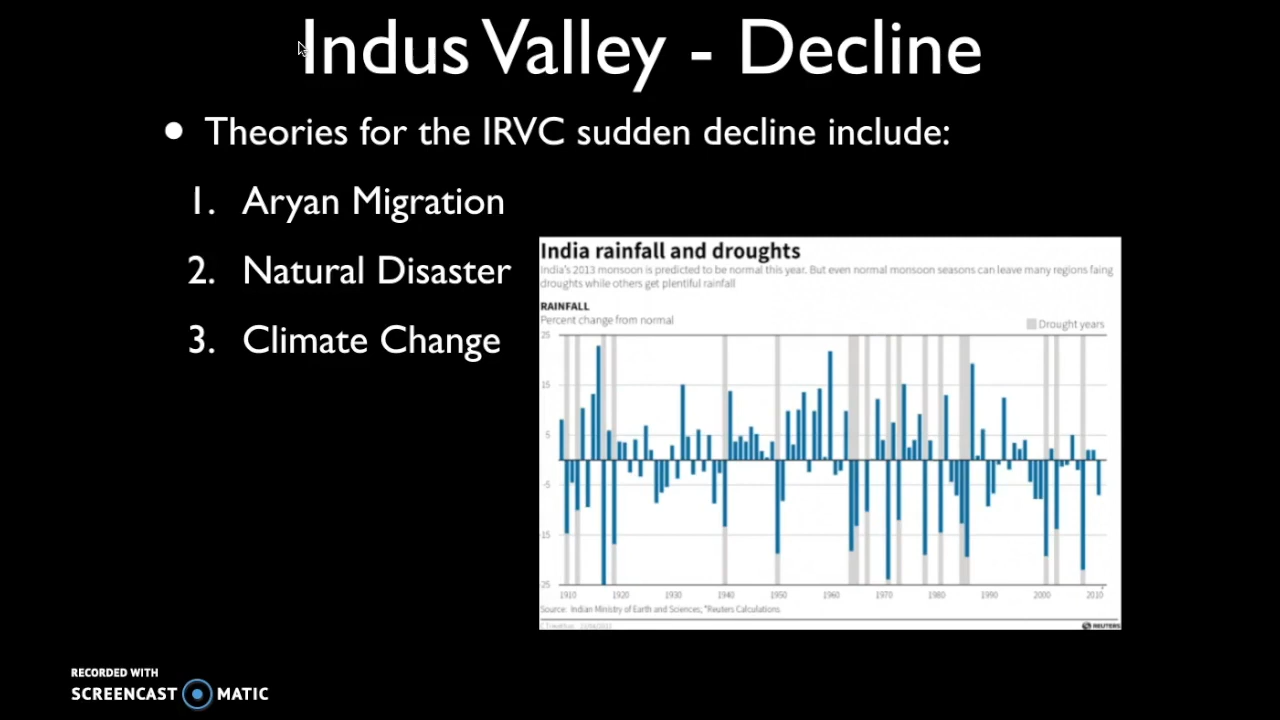 Indus Valley - Decline
• Theories for the IRVC sudden decline include:
1. Aryan Migration
2. Natural Disaster
3. Climate Change
India rainfall and droughts
India's 2013 monsoon is predicted to be normal this year. But even normal monsoon seasons can leave many regions faing
droughts while others get plentiful rainfall
RAINFALL
Percent change from normal
Drought years
25
15
5
-5
-15
-25
1910 1920 1930 1940 1950 1960 1970 1980 1990 2000 2010
Source: Indian Ministry of Earth and Sciences; *Reuters Calculations
REUTERS
RECORDED WITH
SCREENCAST MATIC